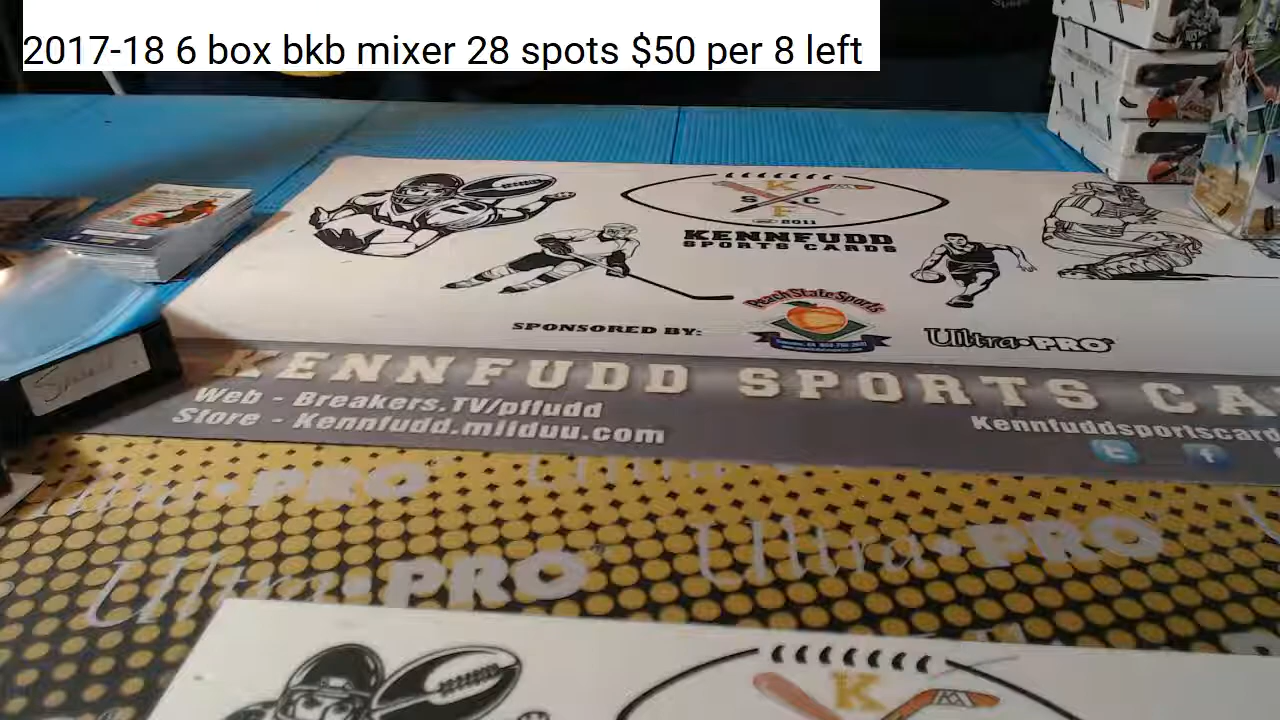 2017-18 6 box bkb mixer 28 spots $50 per 8 left
K
S C
F
2011
KENNFUDD
SPORTS CARDS
Peach State Sports
SPONSORED BY:
Ultra•PRO
KENNFUDD SPORTS CA
Web - Breakers.TV/pffudd
Store - Kennfudd.miiduu.com
Kennfuddsportscard
Ultra•PRO
Ultra•PRO
Ultra•PRO
K